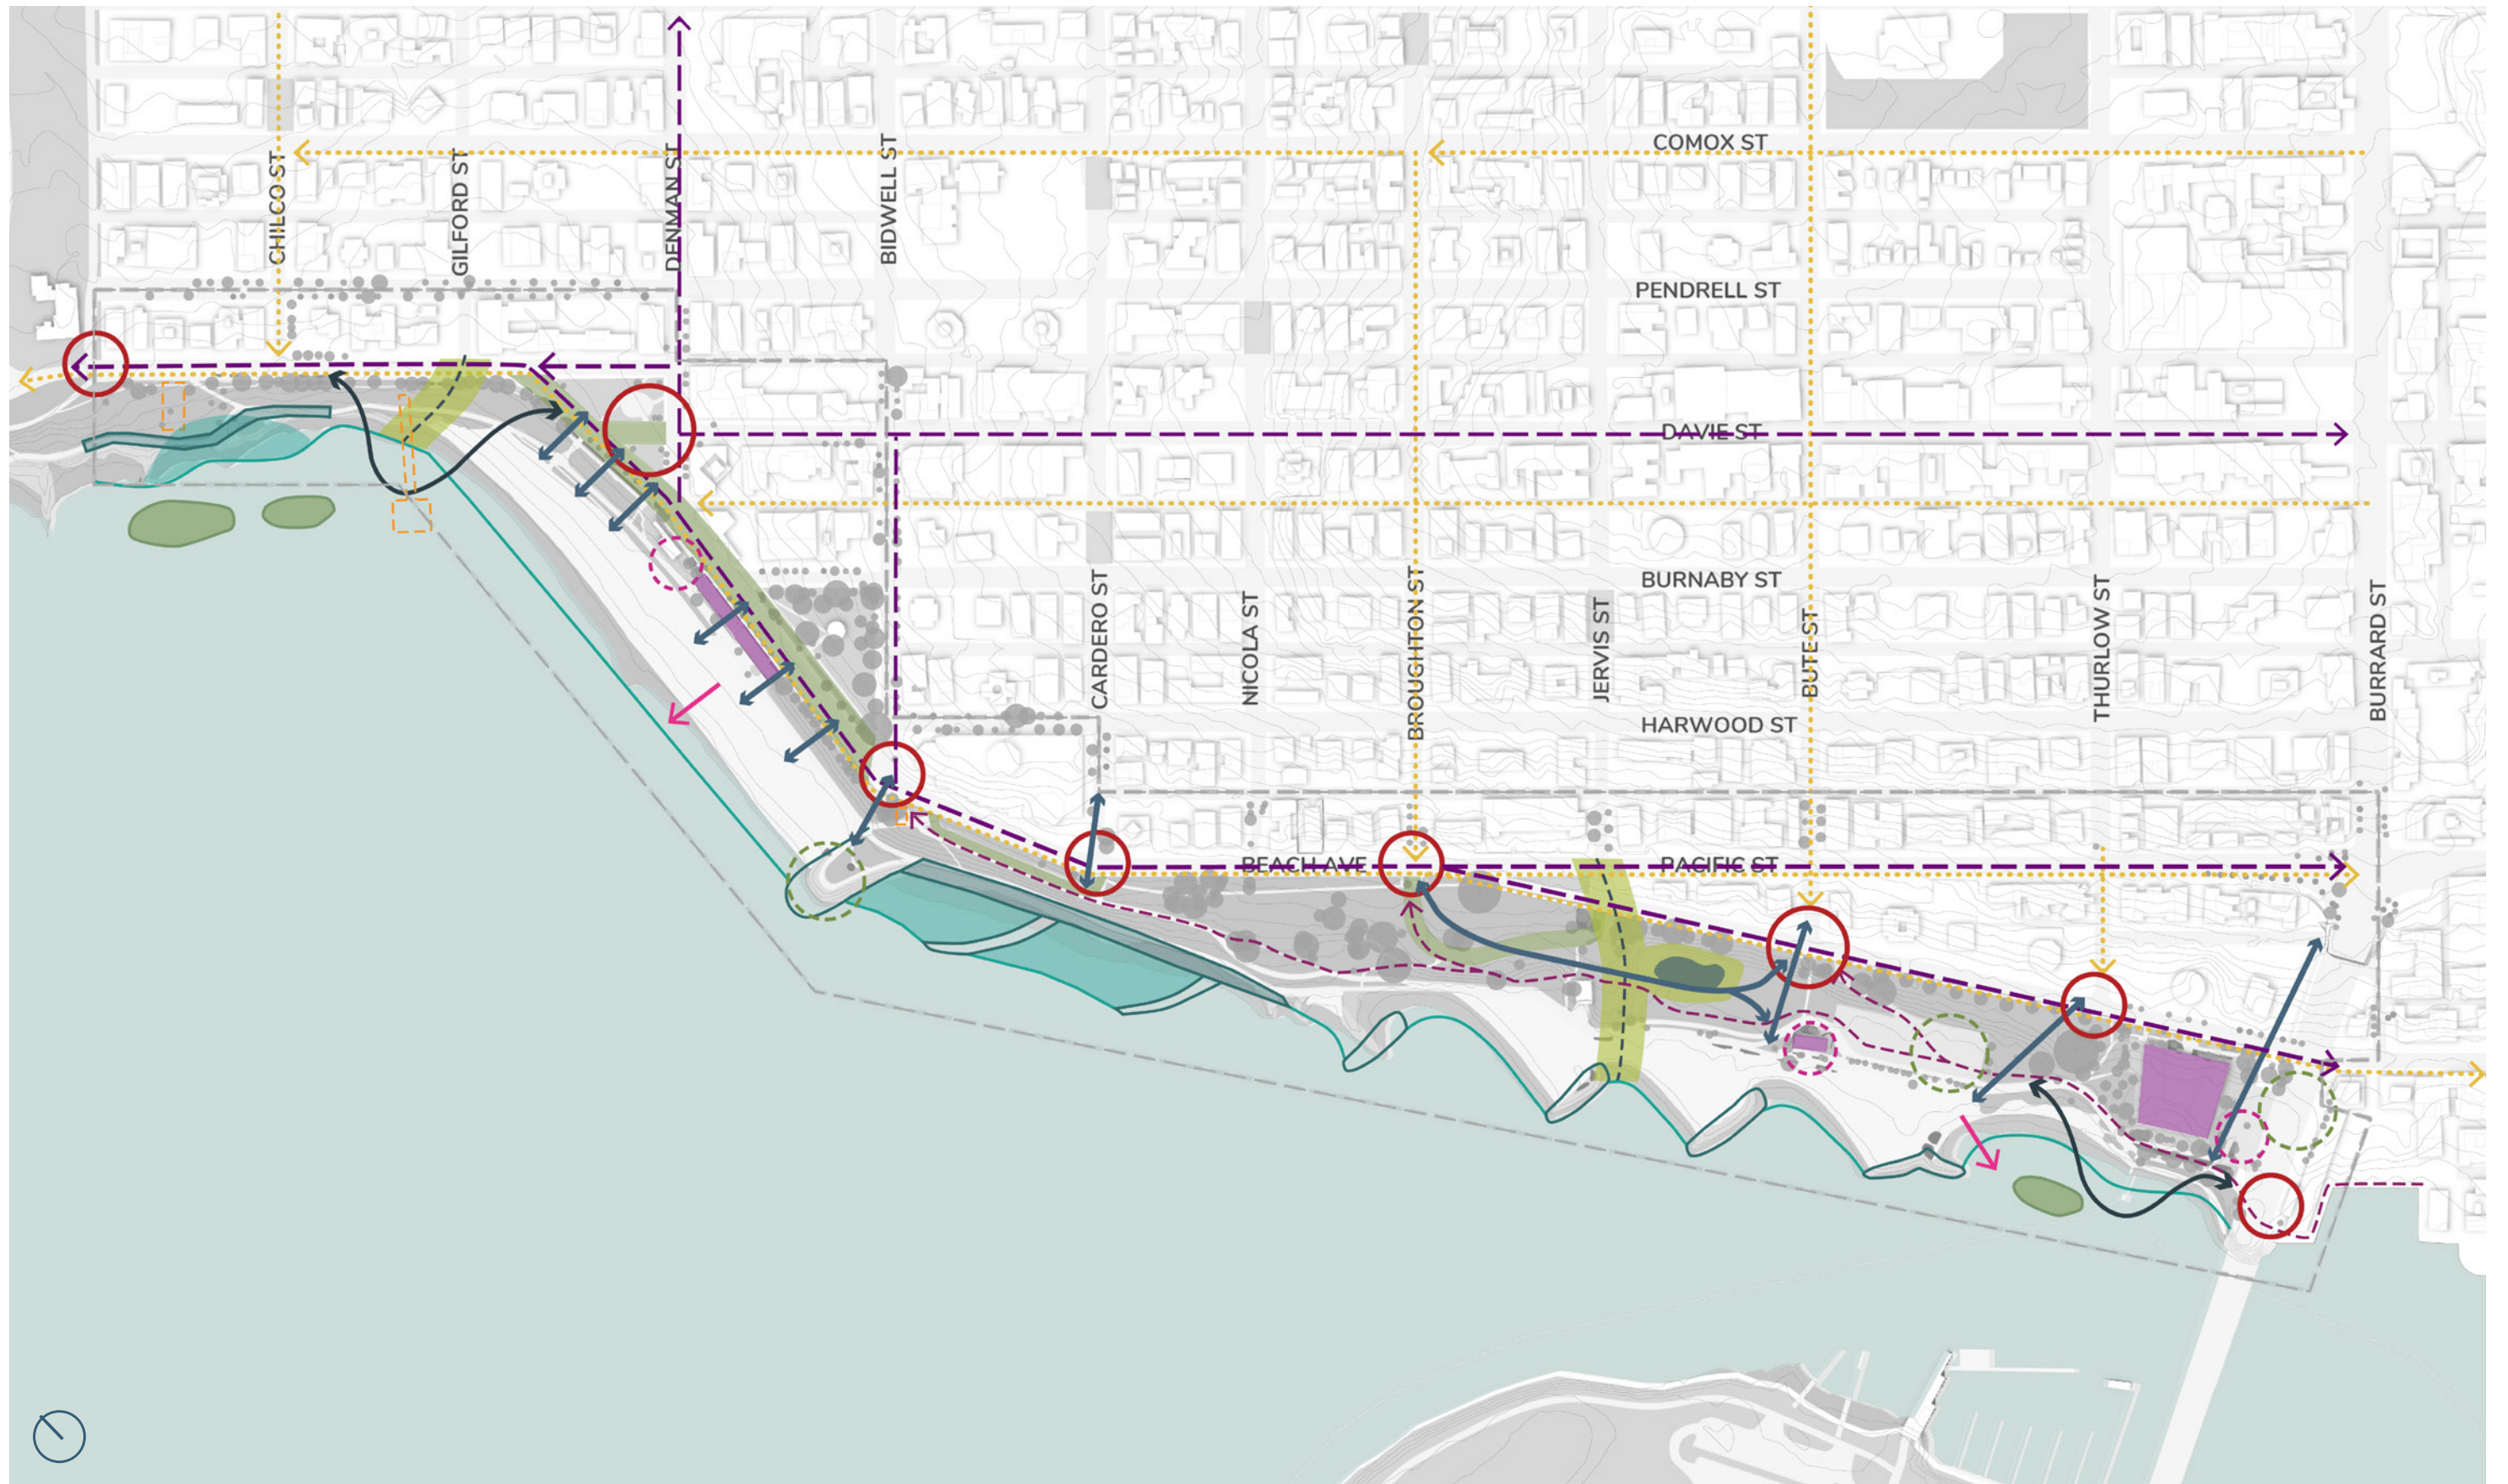 COMOX ST
CHILCO ST
GILFORD ST
DENMAN ST
BIDWELL ST
PENDRELL ST
DAVIE ST
BURNABY ST
CARDERO ST
NICOLA ST
BROUGHTON ST
JERVIS ST
BUTE ST
THURLOW ST
BURRARD ST
HARWOOD ST
BEACH AVE
PACIFIC ST